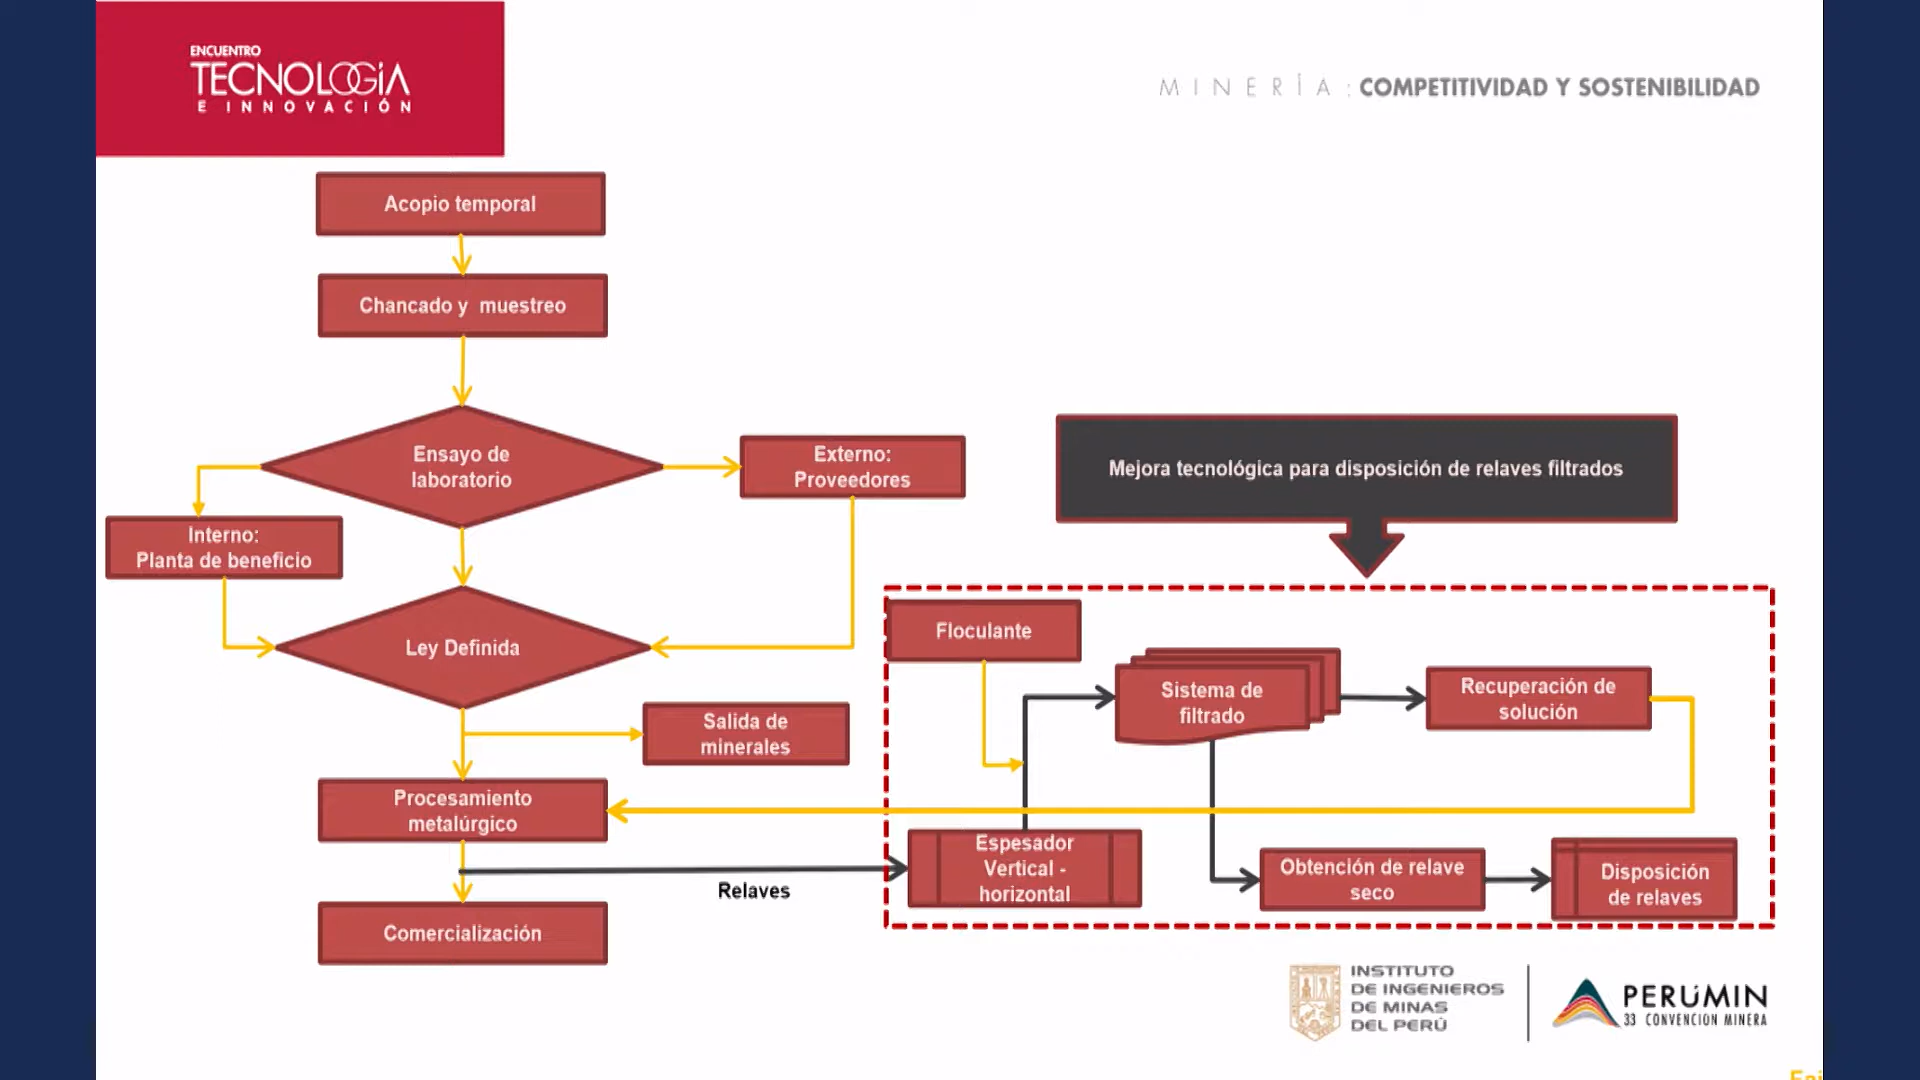 ENCUENTRO
TECNOLOGÍA
E INNOVACIÓN
MINERÍA: COMPETITIVIDAD Y SOSTENIBILIDAD
Acopio temporal
Chancado y muestreo
Ensayo de
laboratorio
Externo:
Proveedores
Interno:
Planta de beneficio
Ley Definida
Salida de
minerales
Procesamiento
metalúrgico
Relaves
Comercialización
Mejora tecnológica para disposición de relaves filtrados
Floculante
Sistema de
filtrado
Recuperación de
solución
Espesador
Vertical -
horizontal
Obtención de relave
seco
Disposición
de relaves
INSTITUTO
DE INGENIEROS
DE MINAS
DEL PERÚ
PERÚMIN
33 CONVENCION MINERA